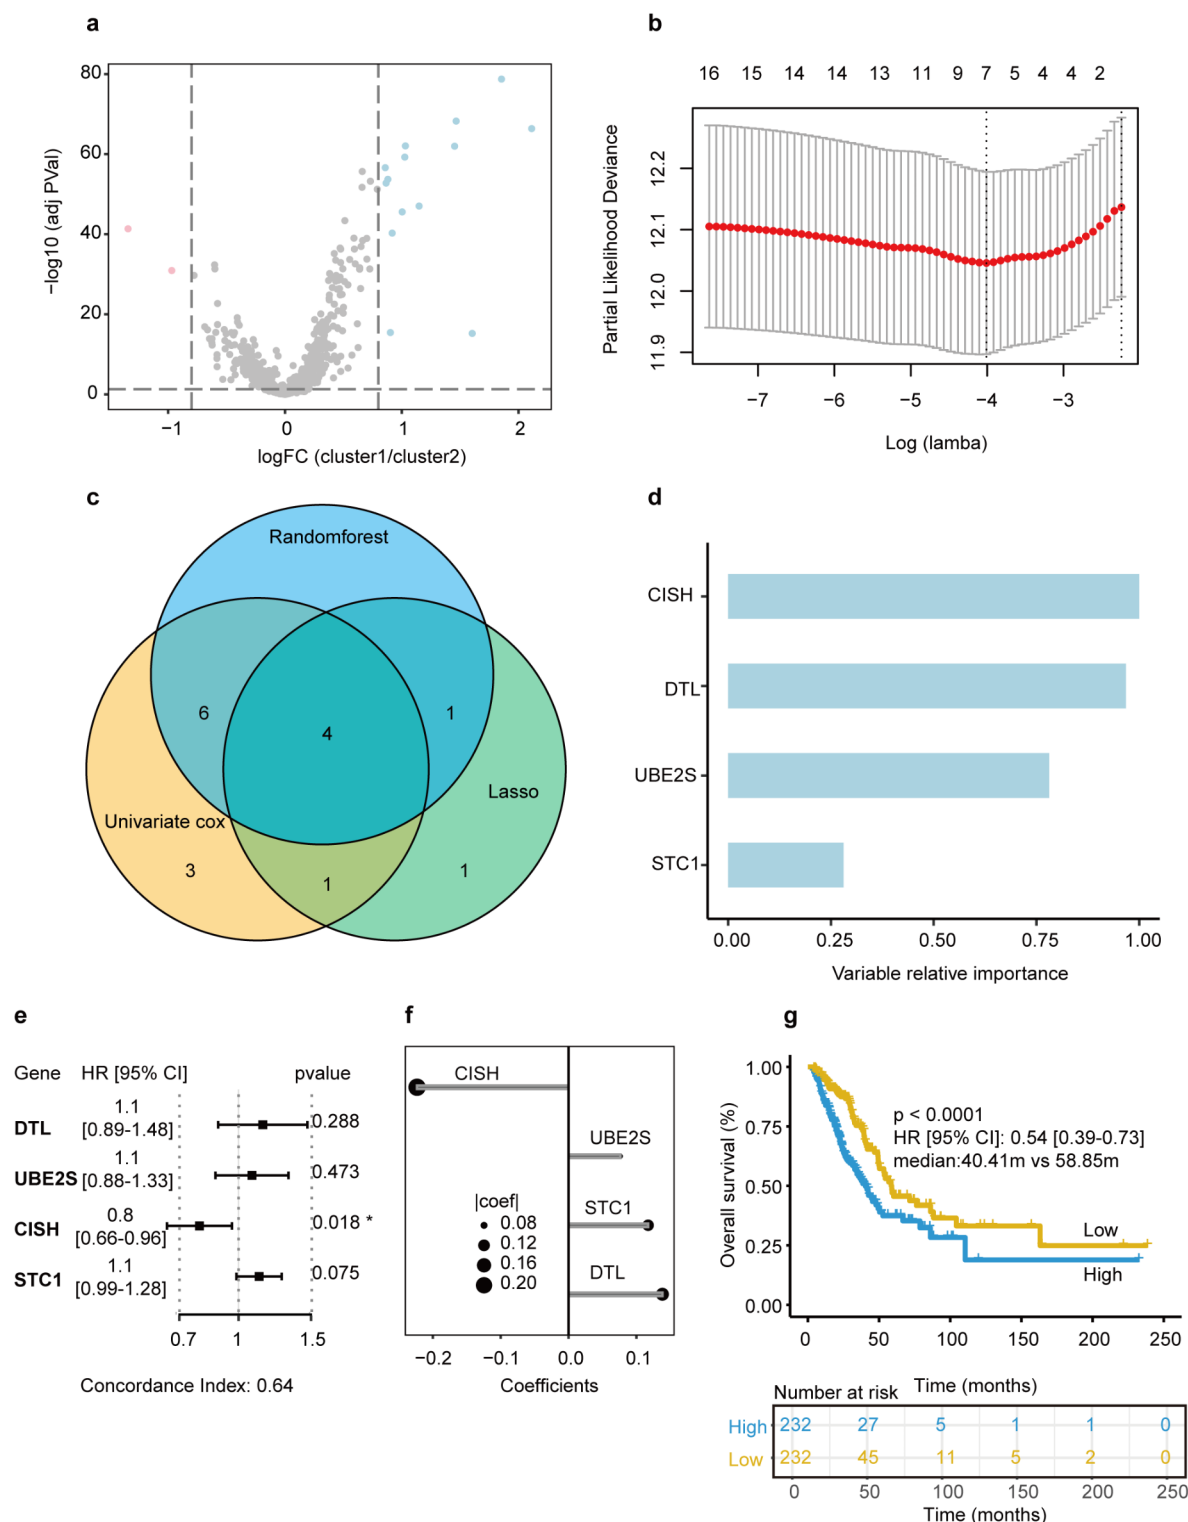 a
80
60
40
20
0
−1
0
1
2
−log10 (adj PVal)
logFC (cluster1/cluster2)
b
16 15 14 14 13 11 9 7 5 4 4 2
12.2
12.1
12.0
11.9
Partial Likelihood Deviance
−7 −6 −5 −4 −3
Log (lamba)
c
Randomforest
6
4
1
Lasso
Univariate cox
3
1
1
d
CISH
DTL
UBE2S
STC1
0.00 0.25 0.50 0.75 1.00
Variable relative importance
e
Gene HR [95% CI] pvalue
DTL
1.1
[0.89-1.48]
0.288
UBE2S
1.1
[0.88-1.33]
0.473
CISH
0.8
[0.66-0.96]
0.018 *
STC1
1.1
[0.99-1.28]
0.075
0.7 1 1.5
Concordance Index: 0.64
f
CISH
UBE2S
STC1
DTL
|coef|
0.08
0.12
0.16
0.20
−0.2 −0.1 0.0 0.1
Coefficients
g
1.00
0.75
0.50
0.25
0.00
Overall survival (%)
p < 0.0001
HR [95% CI]: 0.54 [0.39-0.73]
median:40.41m vs 58.85m
Low
High
0 50 100 150 200 250
Time (months)
Number at risk
High 232 27 5 1 1 0
Low 232 45 11 5 2 0
0 50 100 150 200 250
Time (months)